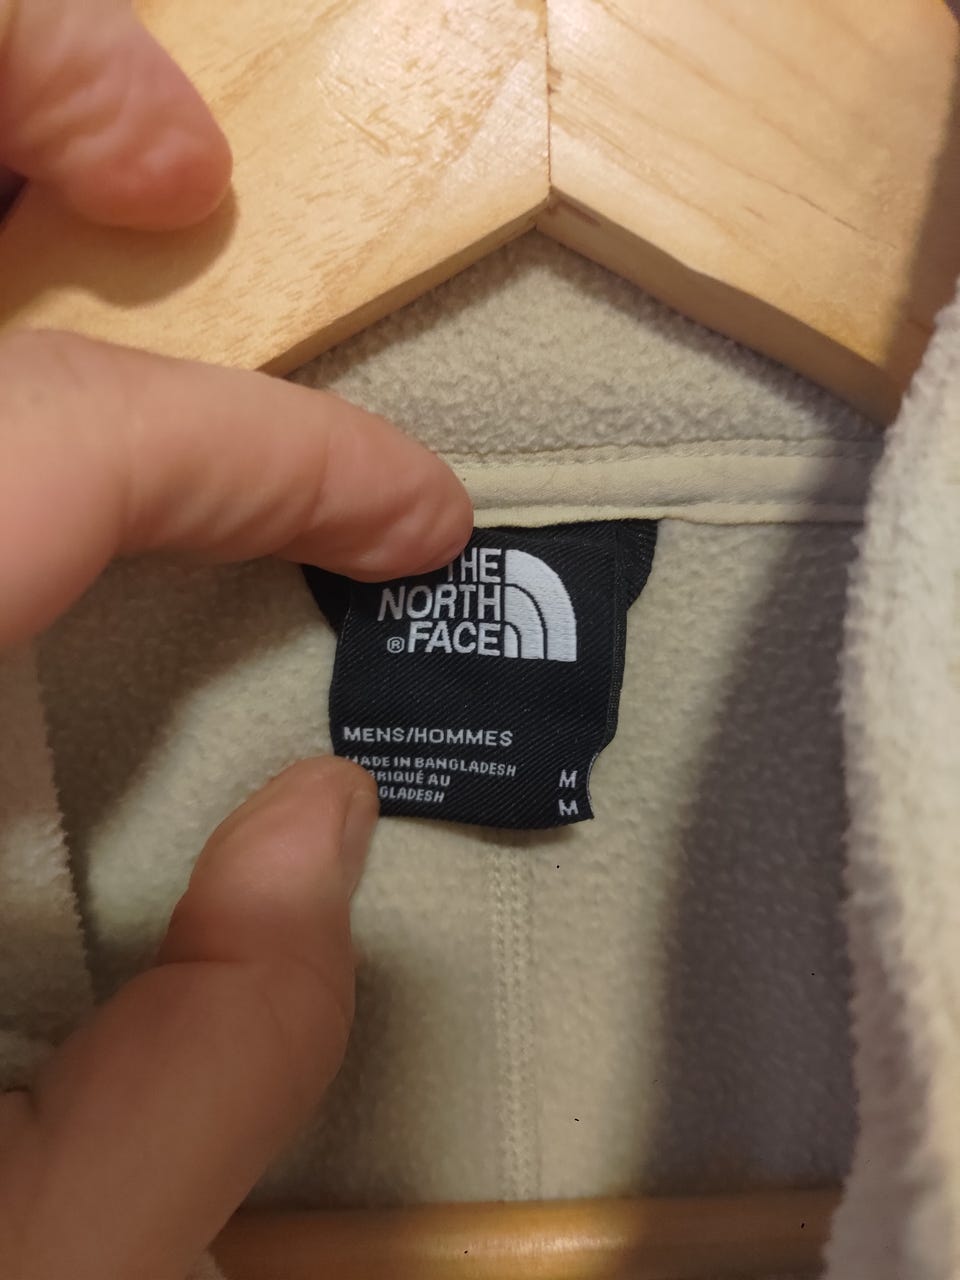 THE
NORTH
®FACE
MENS/HOMMES
MADE IN BANGLADESH
AU
M
M